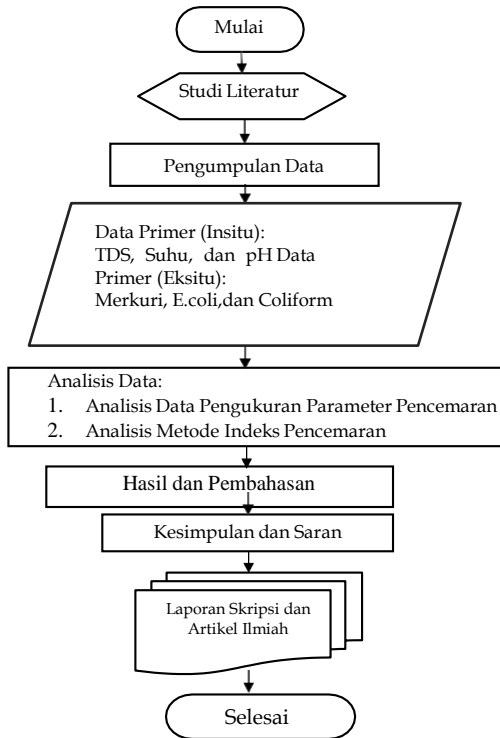 Mulai
Studi Literatur
Pengumpulan Data
Data Primer (Insitu):
TDS, Suhu, dan pH Data
Primer (Eksitu):
Merkuri, E.coli,dan Coliform
Analisis Data:
1. Analisis Data Pengukuran Parameter Pencemaran
2. Analisis Metode Indeks Pencemaran
Hasil dan Pembahasan
Kesimpulan dan Saran
Laporan Skripsi dan
Artikel Ilmiah
Selesai